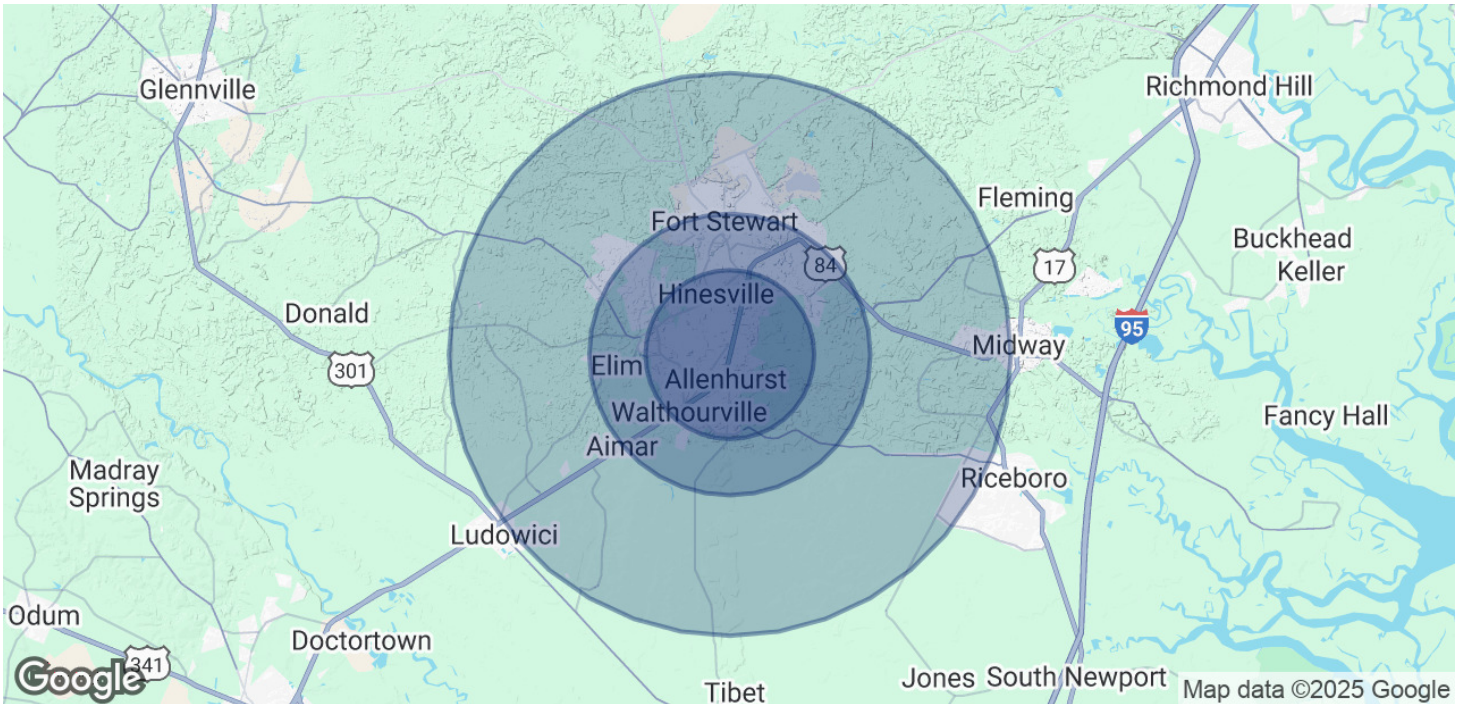 Glennville
Richmond Hill
Fleming
Fort Stewart
Buckhead
Keller
84
17
Hinesville
Donald
95
Midway
301
Elim
Allenhurst
Walthourville
Fancy Hall
Aimar
Madray
Springs
Riceboro
Ludowici
Odum
Doctortown
341
Google
Jones
South Newport
Tibet
Map data ©2025 Google